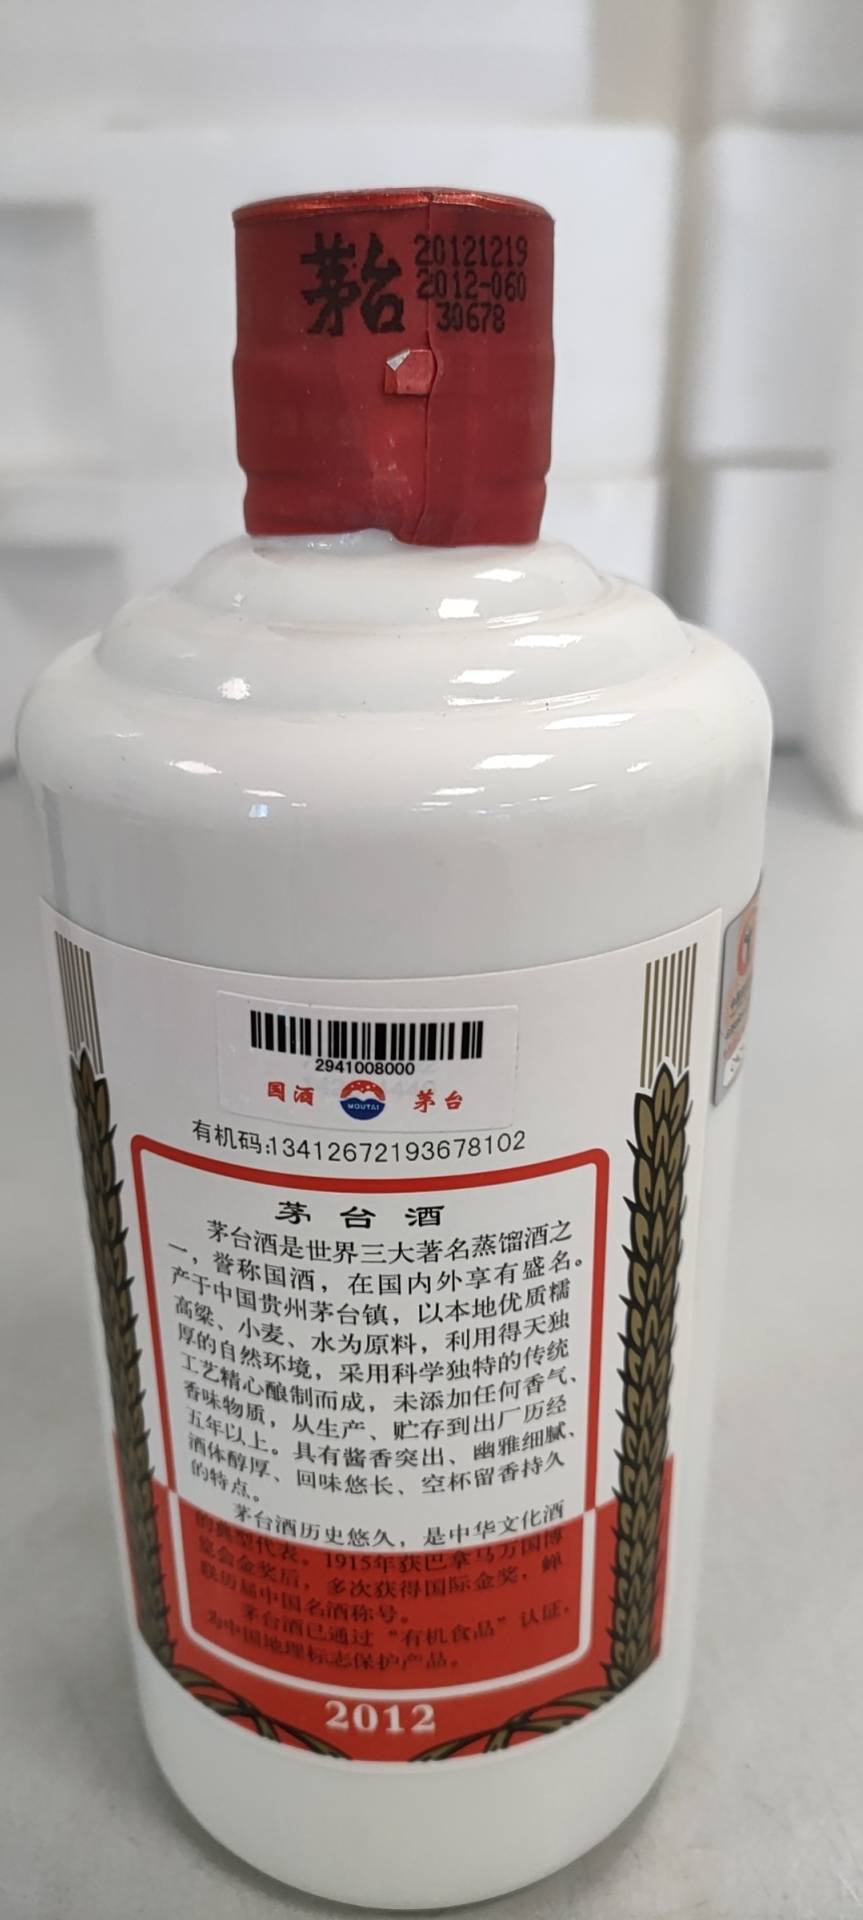 茅台
20121219
2012-060
30678
2941008000
国酒
MOUTAI
茅台
有机码:13412672193678102
茅台酒
茅台酒是世界三大著名蒸馏酒之
一，誉称国酒，在国内外享有盛名。
产于中国贵州茅台镇，以本地优质糯
高粱、小麦、水为原料，利用得天独
厚的自然环境，采用科学独特的传统
工艺精心酿制而成，未添加任何香气、
香味物质，从生产、贮存到出厂历经
五年以上。具有酱香突出、幽雅细腻、
酒体醇厚、回味悠长、空杯留香持久
的特点。
茅台酒历史悠久，是中华文化酒
的典型代表。1915年获巴拿马万国博
览会金奖后，多次获得国际金奖，蝉
联历届中国名酒称号。
茅台酒已通过“有机食品”认证，
为中国地理标志保护产品。
2012